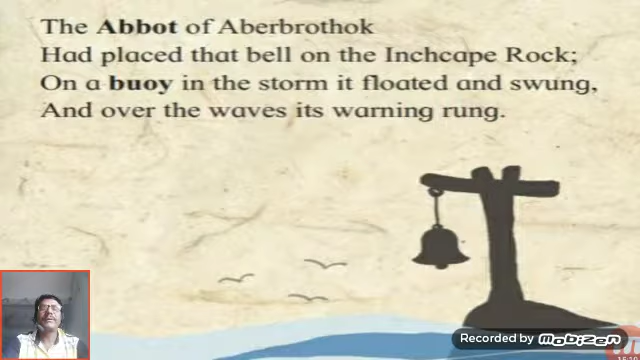 The Abbot of Aberbrothok
Had placed that bell on the Inchcape Rock;
On a buoy in the storm it floated and swung,
And over the waves its warning rung.
Recorded by MOBIZEN